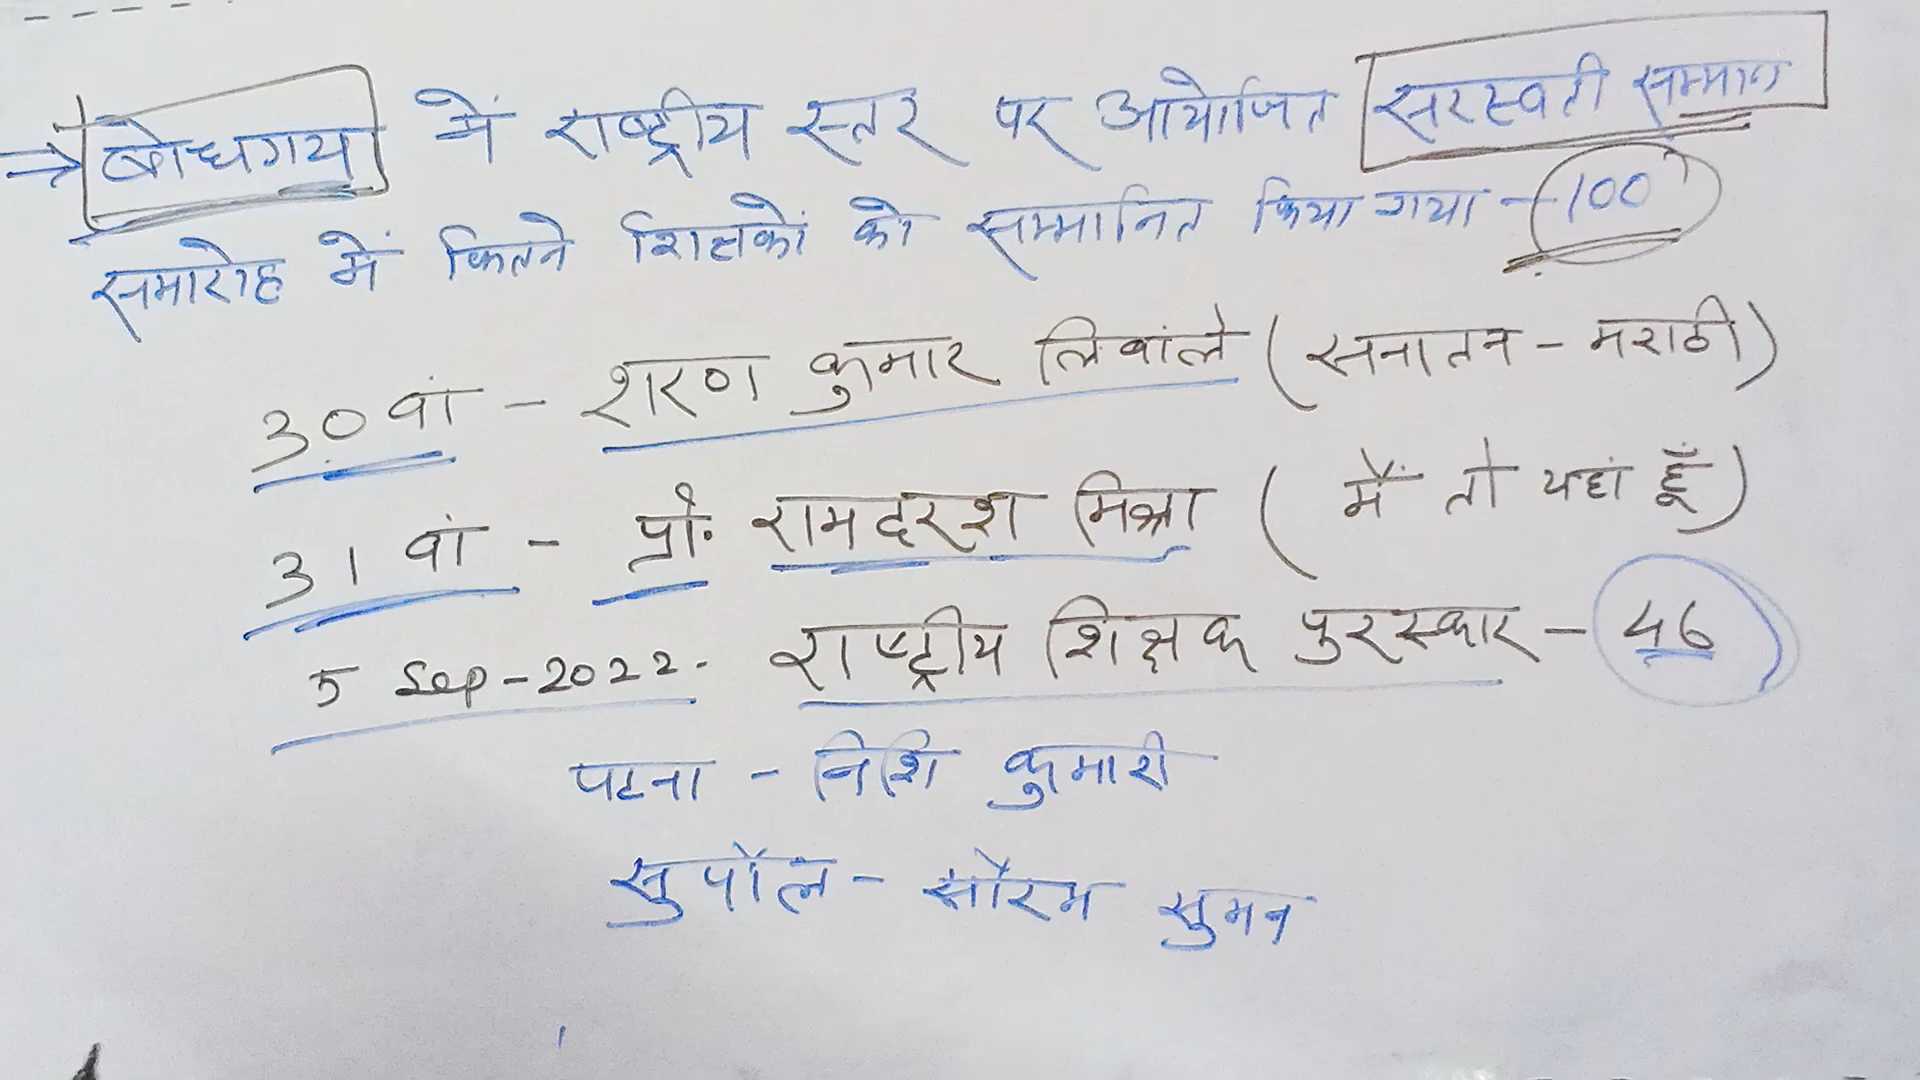 → बोधगया में राष्ट्रीय स्तर पर आयोजित सरस्वती सम्मान
समारोह में कितने शिक्षकों को सम्मानित किया गया - 100
30 वां - शरण कुमार लिबांले (सनातन - मराठी)
31 वां - प्रो. रामदरश मिश्रा ( मैं तो यहां हूँ )
5 Sep - 2022. राष्ट्रीय शिक्षक पुरस्कार - 46
पटना - निशि कुमारी
सुपौल - सौरभ सुमन